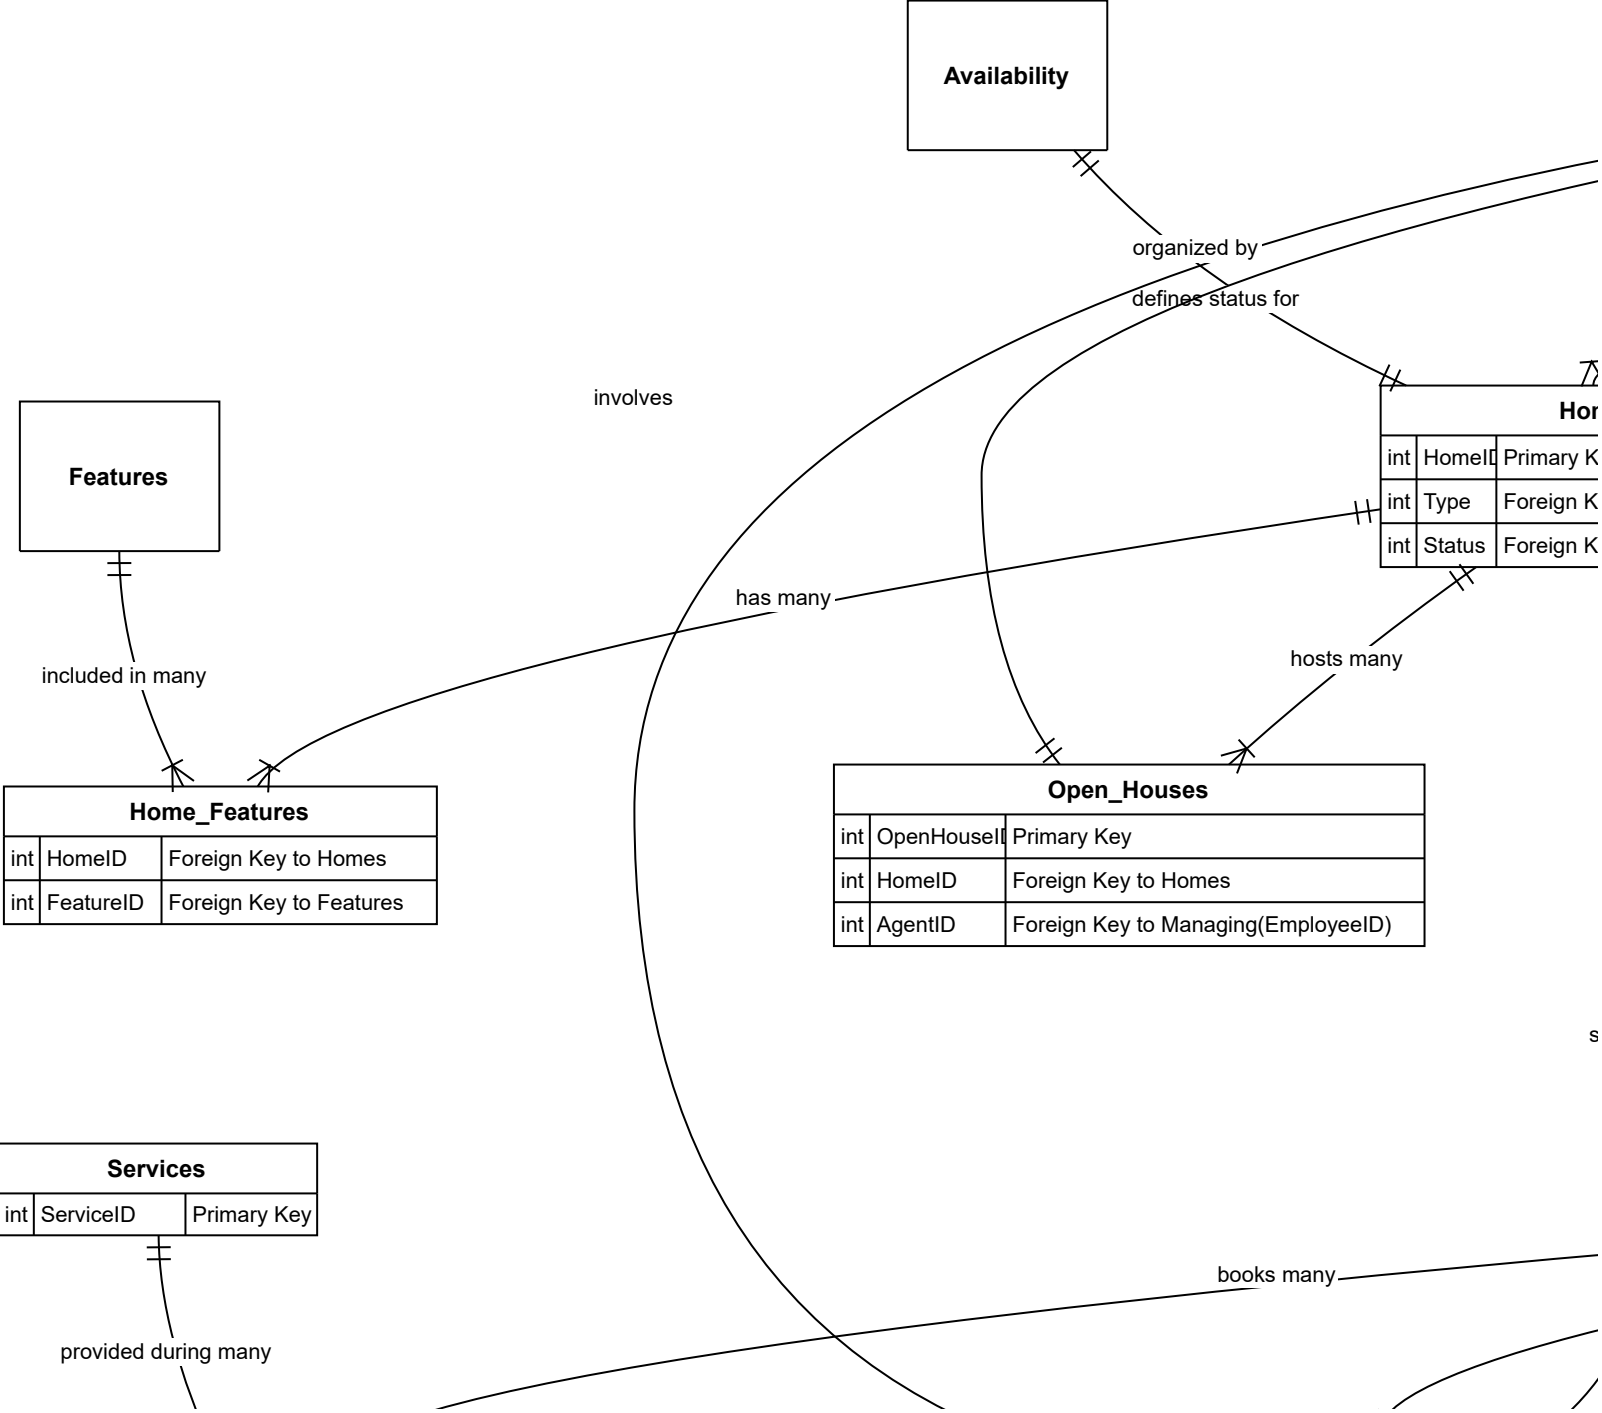 Availability
organized by
defines status for
involves
Features
int HomeID Primary K
int Type Foreign K
int Status Foreign K
has many
hosts many
included in many
Open_Houses
int OpenHouseID Primary Key
int HomeID Foreign Key to Homes
int AgentID Foreign Key to Managing(EmployeeID)
Home_Features
int HomeID Foreign Key to Homes
int FeatureID Foreign Key to Features
Services
int ServiceID Primary Key
books many
provided during many